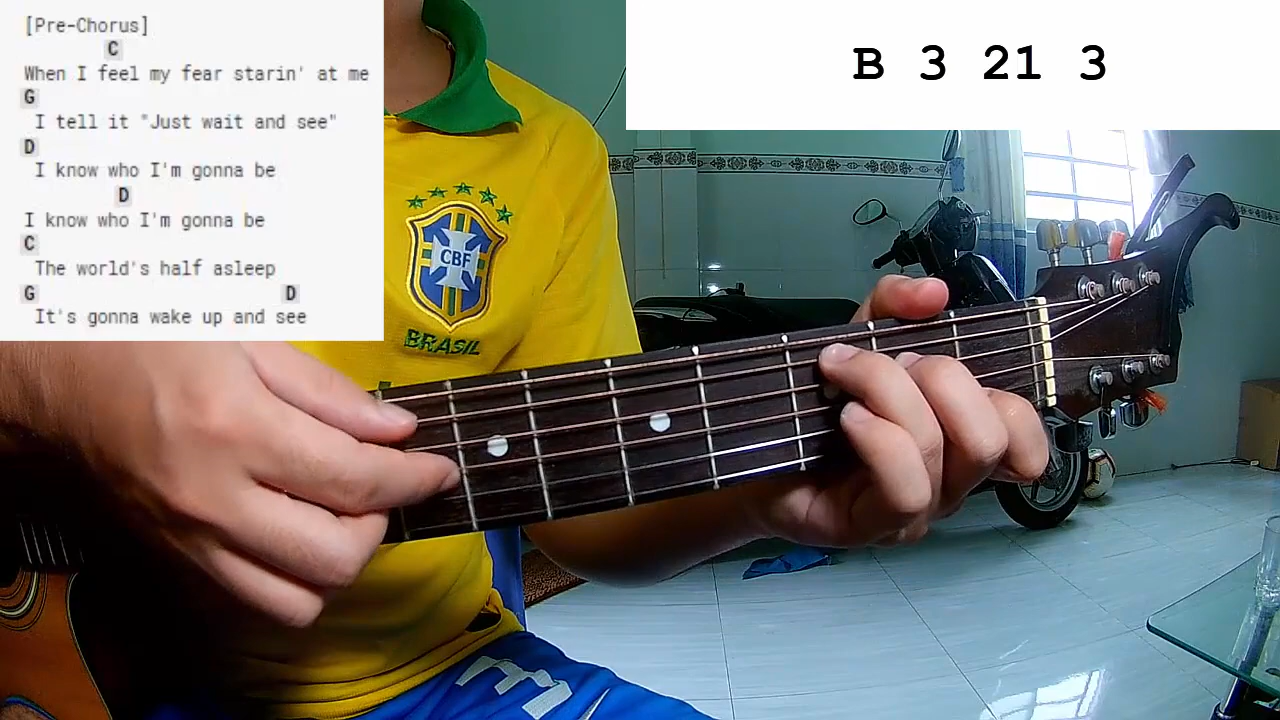 [Pre-Chorus]
C
When I feel my fear starin' at me
G
I tell it "Just wait and see"
D
I know who I'm gonna be
D
I know who I'm gonna be
C
The world's half asleep
G D
It's gonna wake up and see
B 3 21 3
CBF
BRASIL